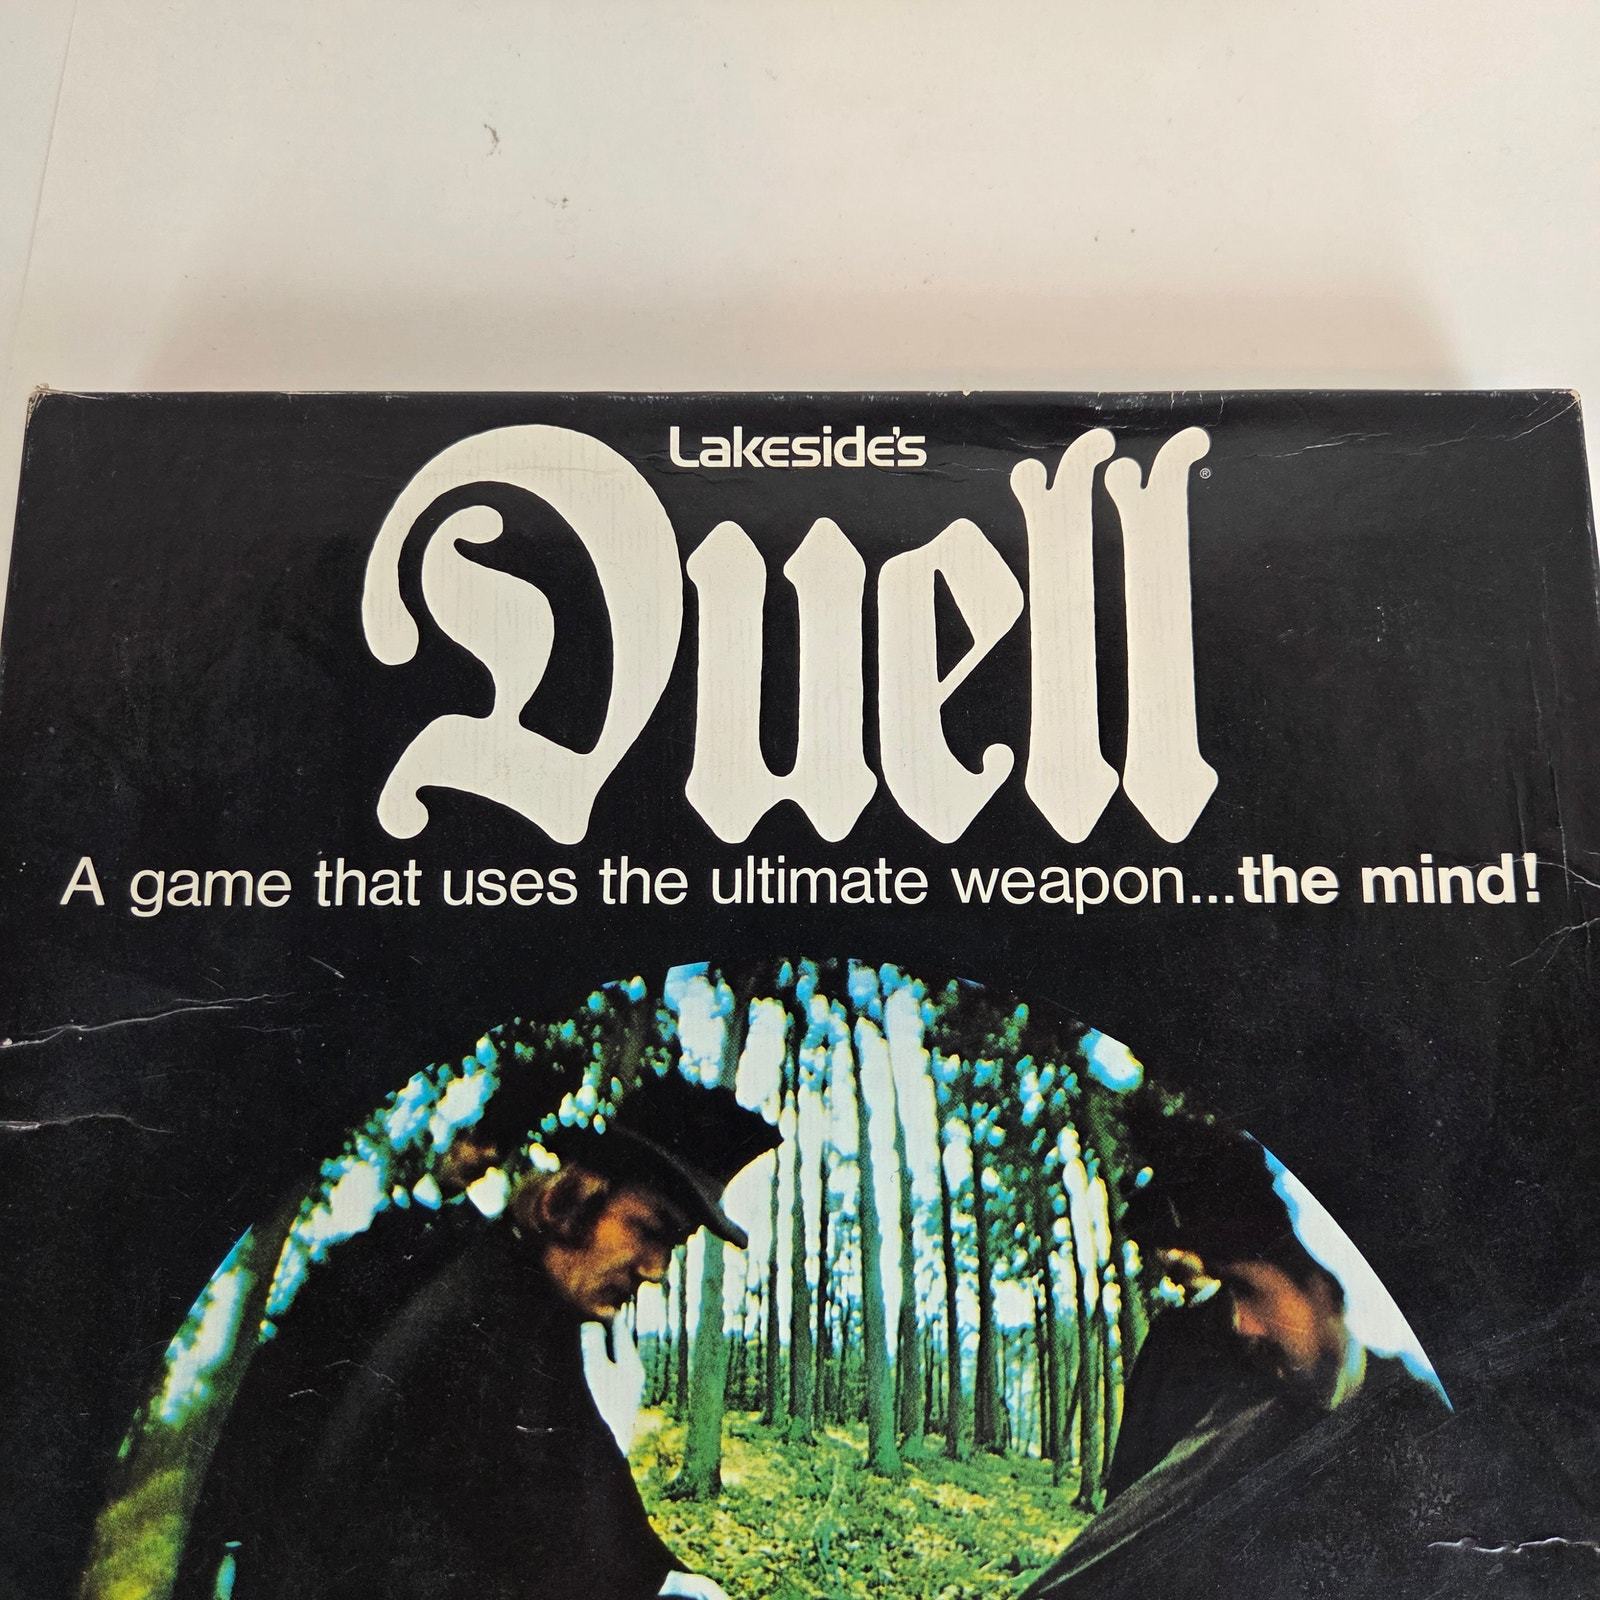 Lakeside's
Duell®
A game that uses the ultimate weapon...the mind!